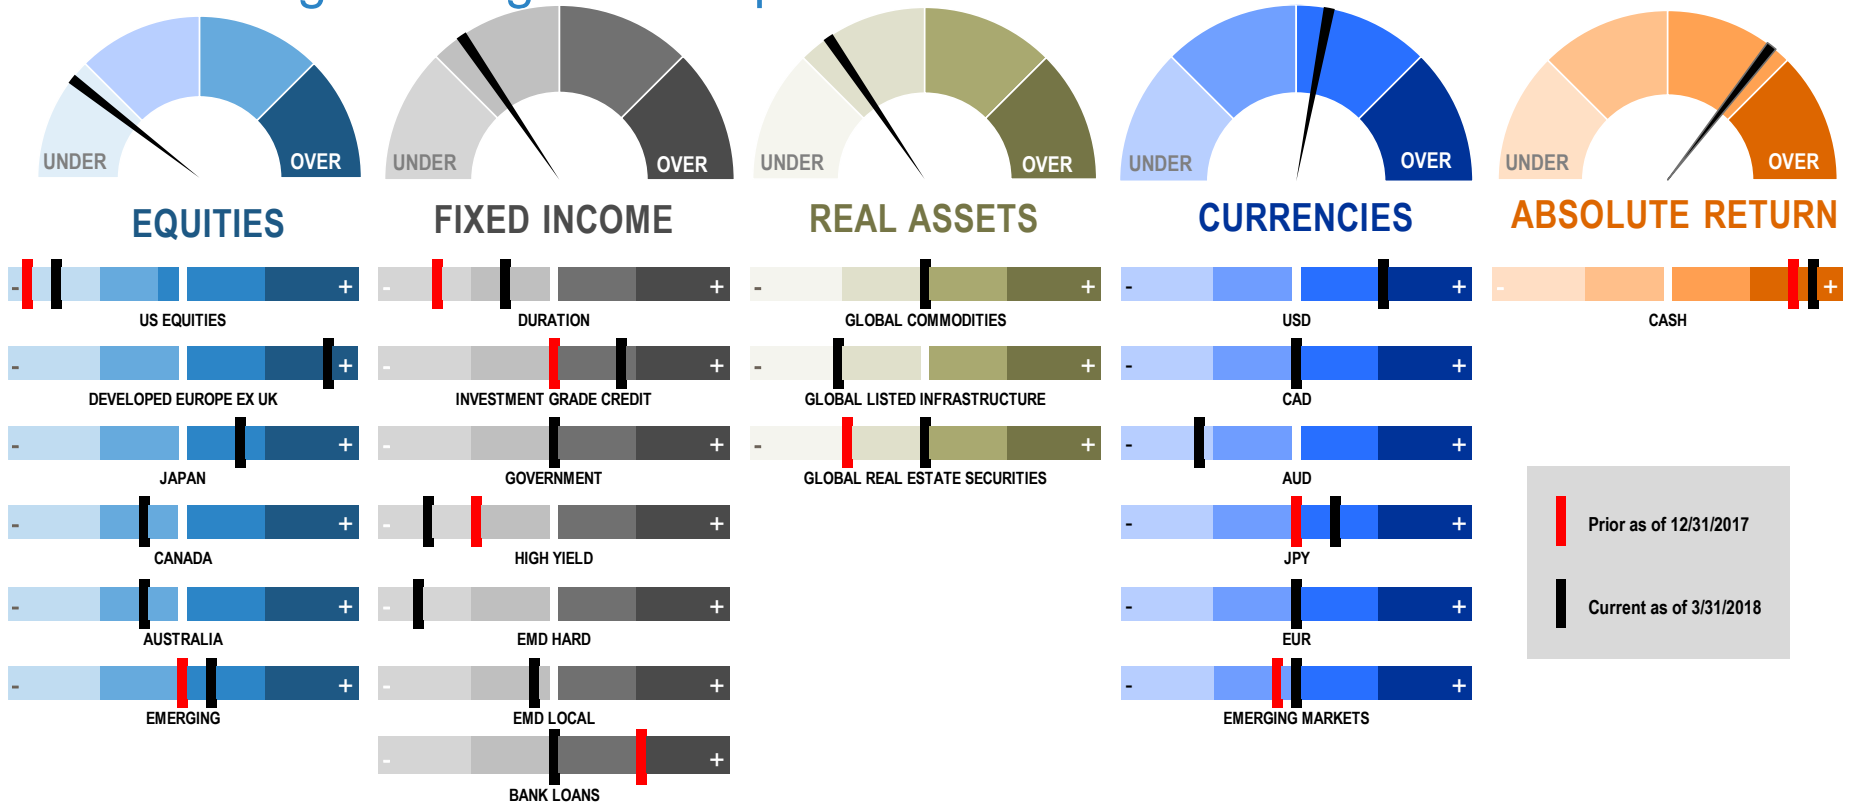 UNDER OVER
EQUITIES
-
+
US EQUITIES
-
+
DEVELOPED EUROPE EX UK
-
+
JAPAN
-
+
CANADA
-
+
AUSTRALIA
-
+
EMERGING
UNDER OVER
FIXED INCOME
-
+
DURATION
-
+
INVESTMENT GRADE CREDIT
-
+
GOVERNMENT
-
+
HIGH YIELD
-
+
EMD HARD
-
+
EMD LOCAL
-
+
BANK LOANS
UNDER OVER
REAL ASSETS
-
+
GLOBAL COMMODITIES
-
+
GLOBAL LISTED INFRASTRUCTURE
-
+
GLOBAL REAL ESTATE SECURITIES
UNDER OVER
CURRENCIES
-
+
USD
-
+
CAD
-
+
AUD
-
+
JPY
-
+
EUR
-
+
EMERGING MARKETS
UNDER OVER
ABSOLUTE RETURN
-
+
CASH
Prior as of 12/31/2017
Current as of 3/31/2018